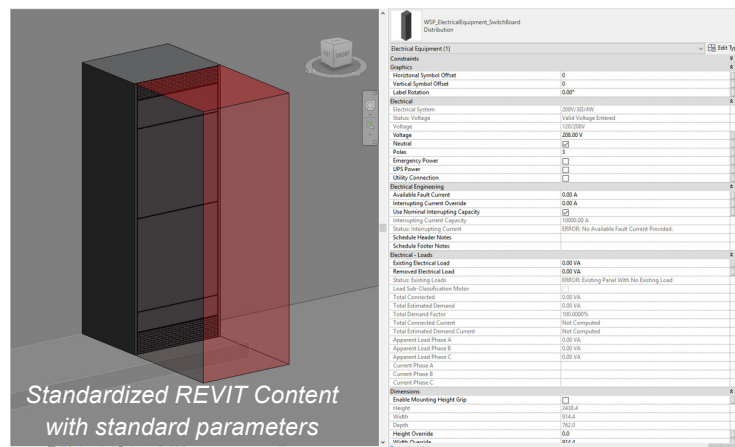 FRONT
Standardized REVIT Content
with standard parameters
WSP_ElectricalEquipment_SwitchBoard
Distribution
Electrical Equipment (1) Edit Typ
Constraints
Graphics
Horiztonal Symbol Offset 0
Vertical Symbol Offset 0
Label Rotation 0.00°
Electrical
Electrical System 208V/3Ø/4W
Status: Voltage Valid Voltage Entered
Voltage 120/208V
Voltage 208.00 V
Neutral
Poles 3
Emergency Power
UPS Power
Utility Connection
Electrical Engineering
Available Fault Current 0.00 A
Interrupting Current Override 0.00 A
Use Nominal Interrupting Capacity
Interrupting Current Capacity 10000.00 A
Status: Interrupting Current ERROR: No Available Fault Current Provided.
Schedule Header Notes
Schedule Footer Notes
Electrical - Loads
Existing Electrical Load 0.00 VA
Removed Electrical Load 0.00 VA
Status: Existing Loads ERROR: Existing Panel With No Existing Load
Load Sub-Classification Motor
Total Connected 0.00 VA
Total Estimated Demand 0.00 VA
Total Demand Factor 100.0000%
Total Connected Current Not Computed
Total Estimated Demand Current Not Computed
Apparent Load Phase A 0.00 VA
Apparent Load Phase B 0.00 VA
Apparent Load Phase C 0.00 VA
Current Phase A
Current Phase B
Current Phase C
Dimensions
Enable Mounting Height Grip
Height 2438.4
Width 914.4
Depth 762.0
Height Override 0.0
Width Override 914.4